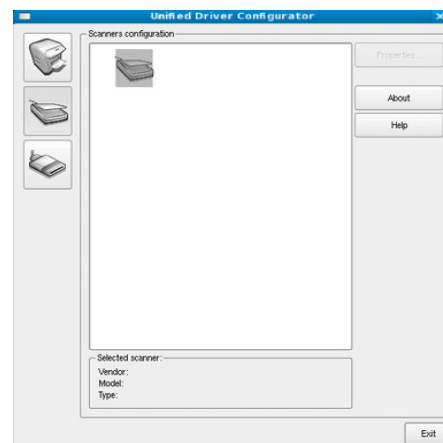 Unified Driver Configurator
Scanners configuration
Properties...
About
Help
Selected scanner:
Vendor:
Model:
Type:
Exit